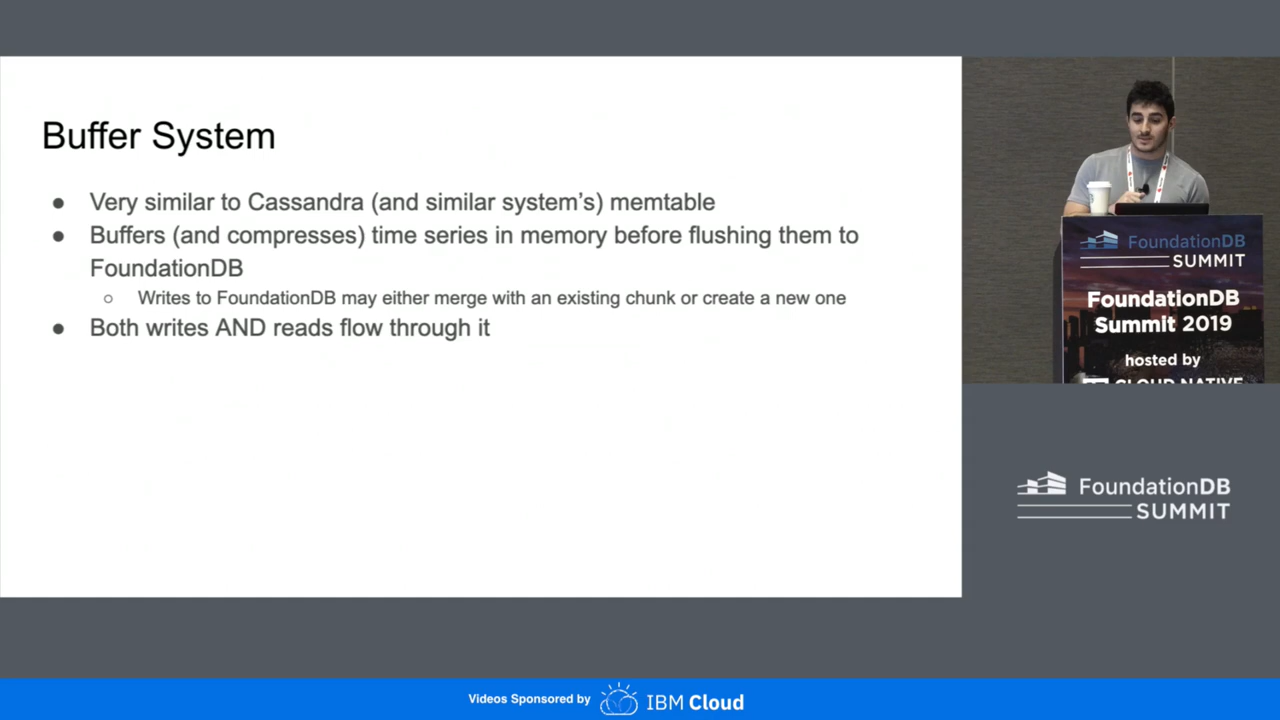 Buffer System
● Very similar to Cassandra (and similar system's) memtable
● Buffers (and compresses) time series in memory before flushing them to
FoundationDB
○ Writes to FoundationDB may either merge with an existing chunk or create a new one
● Both writes AND reads flow through it
FoundationDB
SUMMIT
FoundationDB
Summit 2019
hosted by
CLOUD NATIVE
FoundationDB
SUMMIT
Videos Sponsored by IBM Cloud